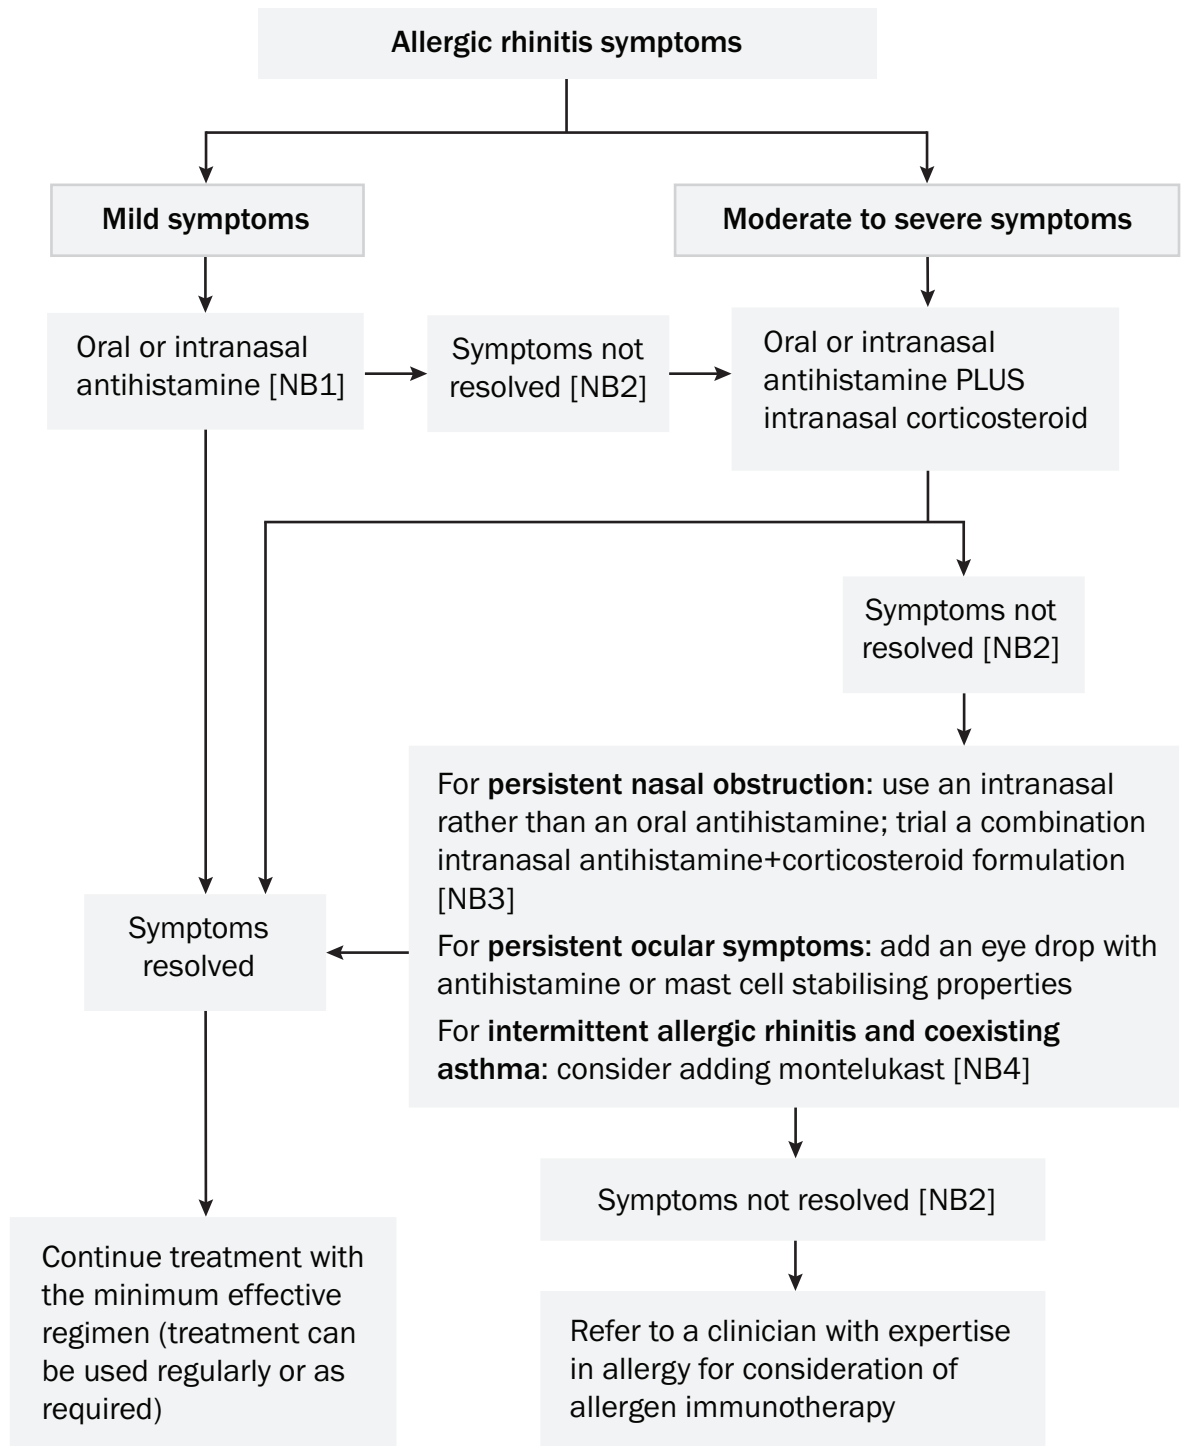 Allergic rhinitis symptoms
Mild symptoms
Moderate to severe symptoms
Oral or intranasal
antihistamine [NB1]
Symptoms not
resolved [NB2]
Oral or intranasal
antihistamine PLUS
intranasal corticosteroid
Symptoms not
resolved [NB2]
For persistent nasal obstruction: use an intranasal
rather than an oral antihistamine; trial a combination
intranasal antihistamine+corticosteroid formulation
[NB3]
For persistent ocular symptoms: add an eye drop with
antihistamine or mast cell stabilising properties
For intermittent allergic rhinitis and coexisting
asthma: consider adding montelukast [NB4]
Symptoms
resolved
Symptoms not resolved [NB2]
Continue treatment with
the minimum effective
regimen (treatment can
be used regularly or as
required)
Refer to a clinician with expertise
in allergy for consideration of
allergen immunotherapy